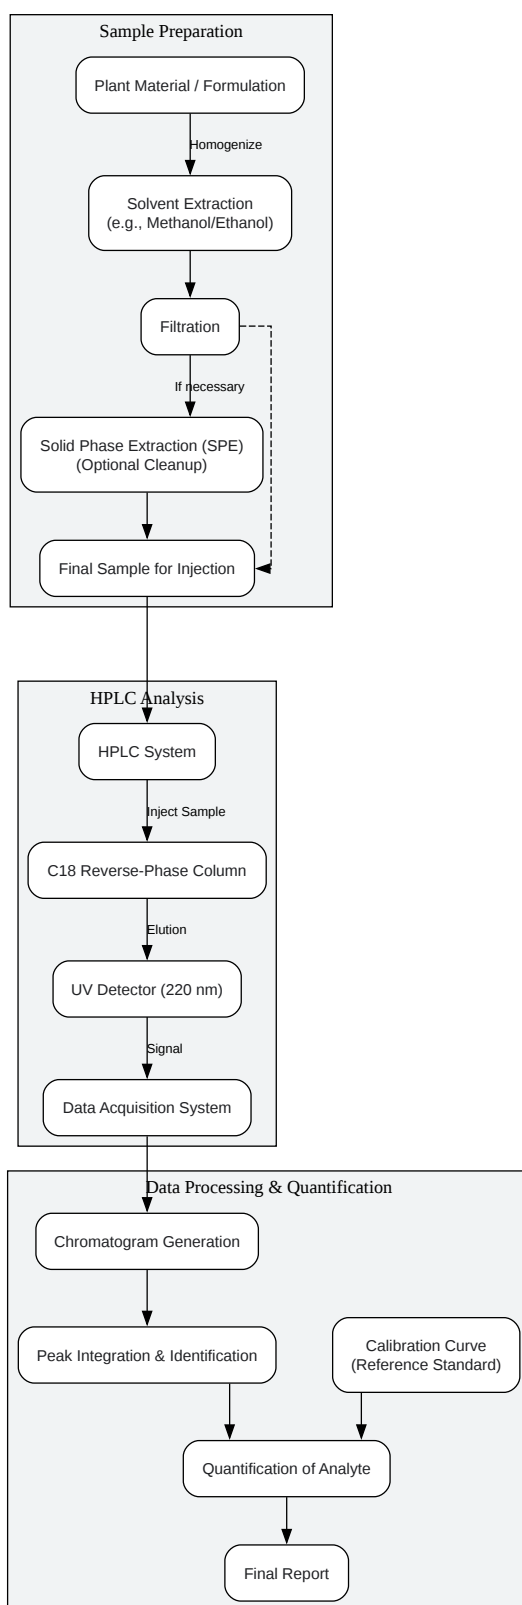 Sample Preparation
Plant Material / Formulation
Homogenize
Solvent Extraction
(e.g., Methanol/Ethanol)
Filtration
If necessary
Solid Phase Extraction (SPE)
(Optional Cleanup)
Final Sample for Injection
HPLC Analysis
HPLC System
Inject Sample
C18 Reverse-Phase Column
Elution
UV Detector (220 nm)
Signal
Data Acquisition System
Data Processing & Quantification
Chromatogram Generation
Peak Integration & Identification
Calibration Curve
(Reference Standard)
Quantification of Analyte
Final Report